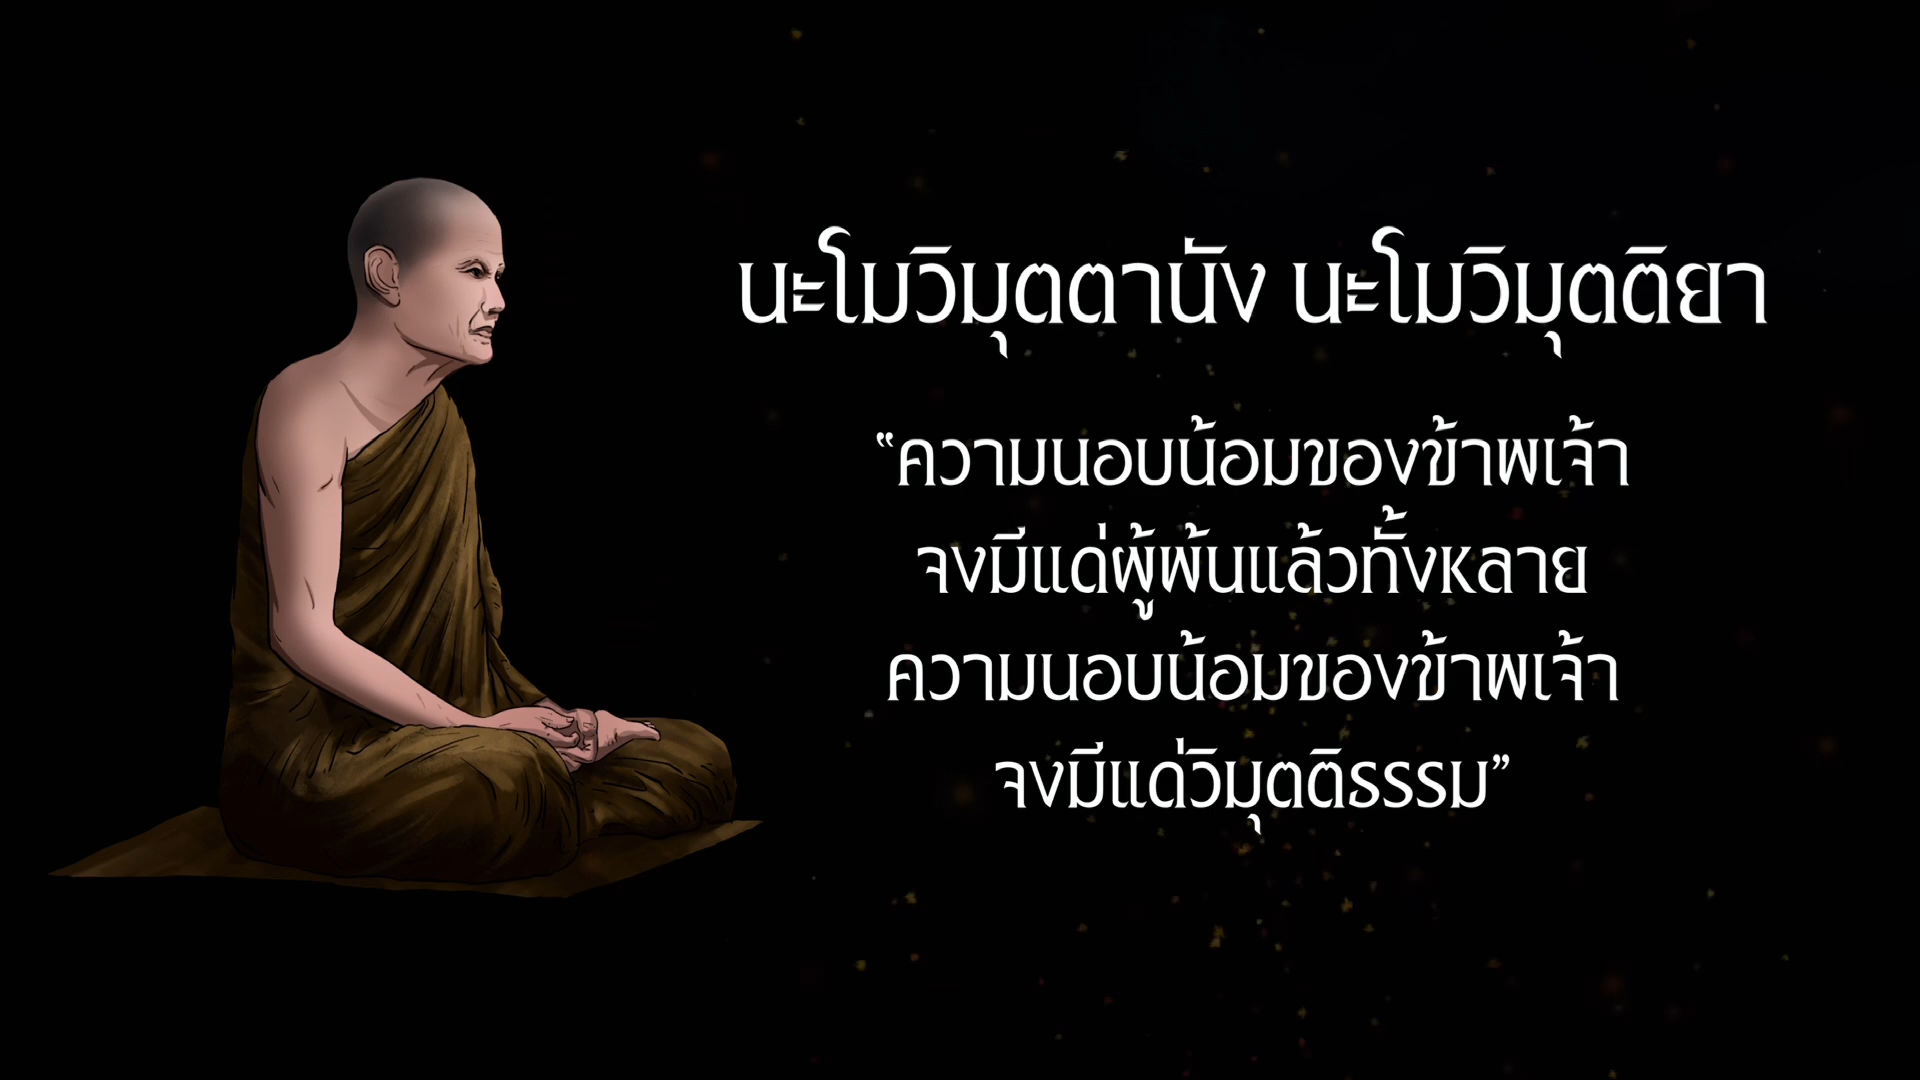 นะโมวิมุตตานัง นะโมวิมุตติยา
“ความนอบน้อมของข้าพเจ้า
จงมีแด่ผู้พ้นแล้วทั้งหลาย
ความนอบน้อมของข้าพเจ้า
จงมีแด่วิมุตติธรรม”